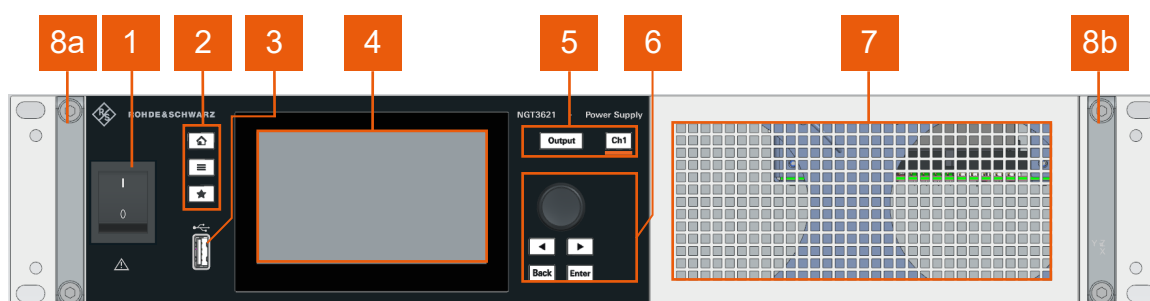 8a 1 2 3 4 5 6 7 8b
ROHDE&SCHWARZ
NGT3621 Power Supply
Output Ch1
I
0
Back Enter